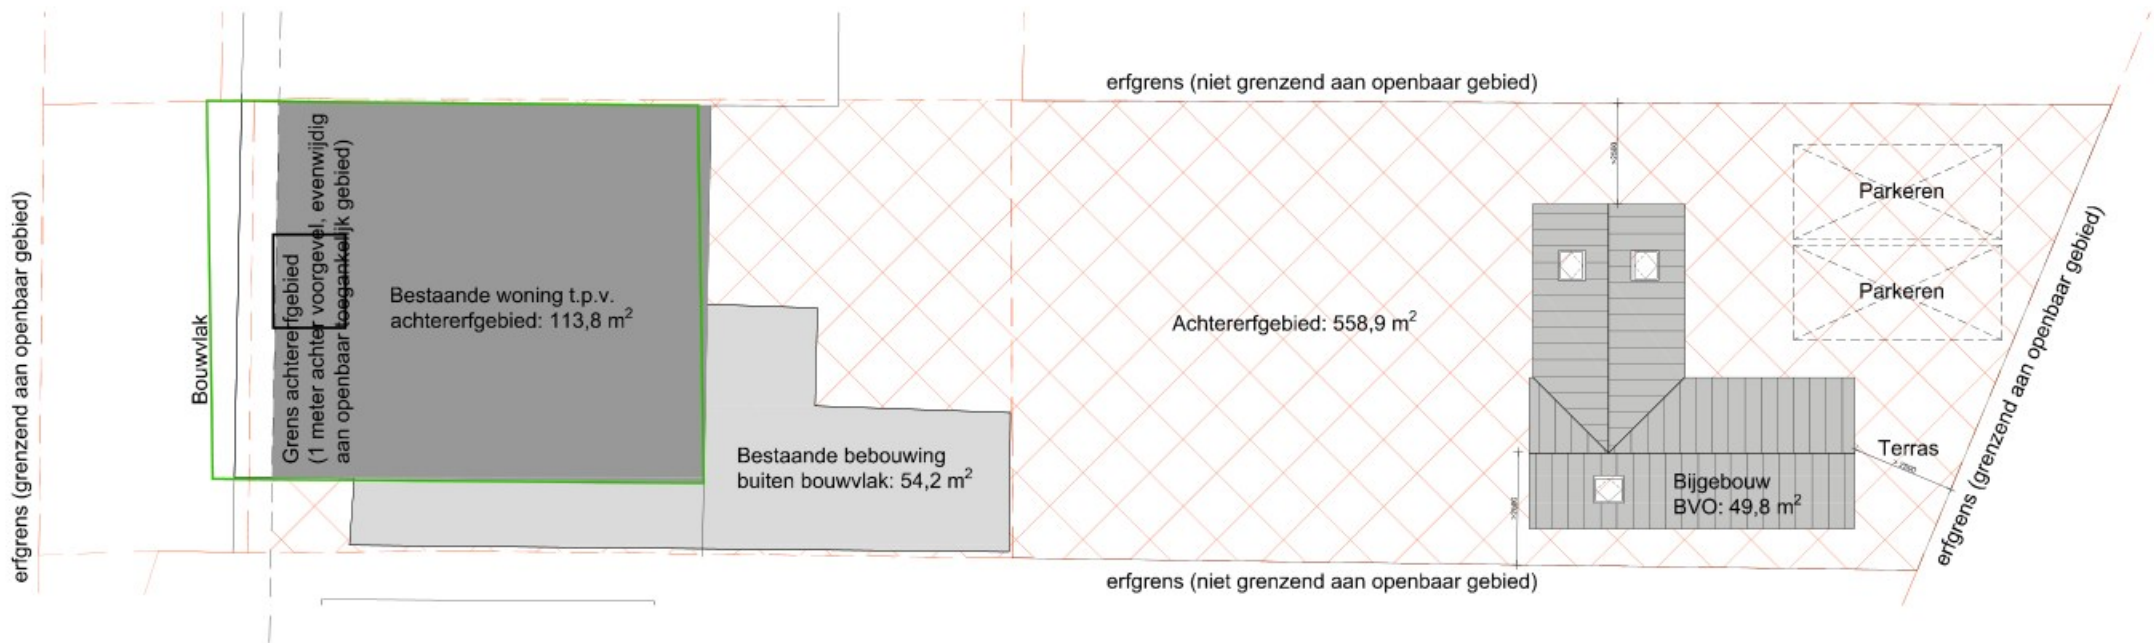 erfgrens (niet grenzend aan openbaar gebied)
erfgrens (grenzend aan openbaar gebied)
Bouwvlak
Grens achtererfgebied
(1 meter achter voorgevel, evenwijdig
aan openbaar toegankelijk gebied)
Bestaande woning t.p.v.
achtererfgebied: 113,8 m²
Bestaande bebouwing
buiten bouwvlak: 54,2 m²
Achtererfgebied: 558,9 m²
Parkeren
Parkeren
Terras
Bijgebouw
BVO: 49,8 m²
erfgrens (grenzend aan openbaar gebied)
erfgrens (niet grenzend aan openbaar gebied)